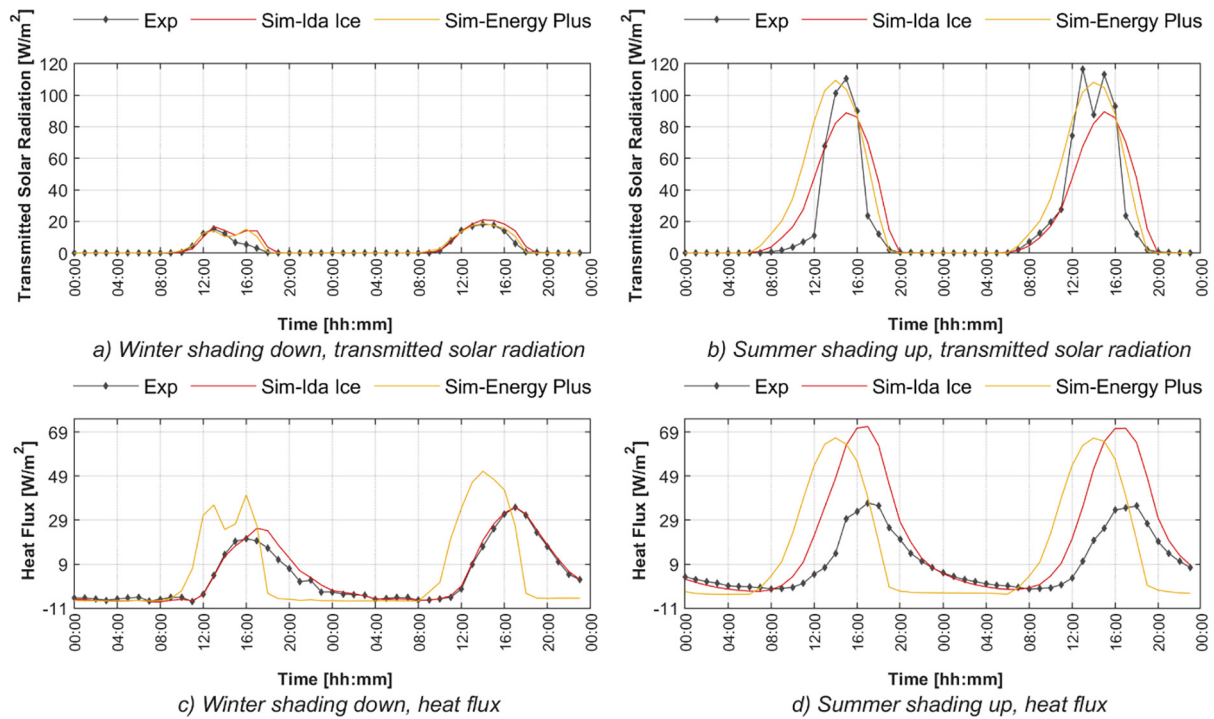 Exp Sim-Ida Ice Sim-Energy Plus
Transmitted Solar Radiation [W/m²]
120
100
80
60
40
20
0
00:00 04:00 08:00 12:00 16:00 20:00 00:00 04:00 08:00 12:00 16:00 20:00 00:00
Time [hh:mm]
a) Winter shading down, transmitted solar radiation
Exp Sim-Ida Ice Sim-Energy Plus
Transmitted Solar Radiation [W/m²]
120
100
80
60
40
20
0
00:00 04:00 08:00 12:00 16:00 20:00 00:00 04:00 08:00 12:00 16:00 20:00 00:00
Time [hh:mm]
b) Summer shading up, transmitted solar radiation
Exp Sim-Ida Ice Sim-Energy Plus
Heat Flux [W/m²]
69
49
29
9
-11
00:00 04:00 08:00 12:00 16:00 20:00 00:00 04:00 08:00 12:00 16:00 20:00 00:00
Time [hh:mm]
c) Winter shading down, heat flux
Exp Sim-Ida Ice Sim-Energy Plus
Heat Flux [W/m²]
69
49
29
9
-11
00:00 04:00 08:00 12:00 16:00 20:00 00:00 04:00 08:00 12:00 16:00 20:00 00:00
Time [hh:mm]
d) Summer shading up, heat flux